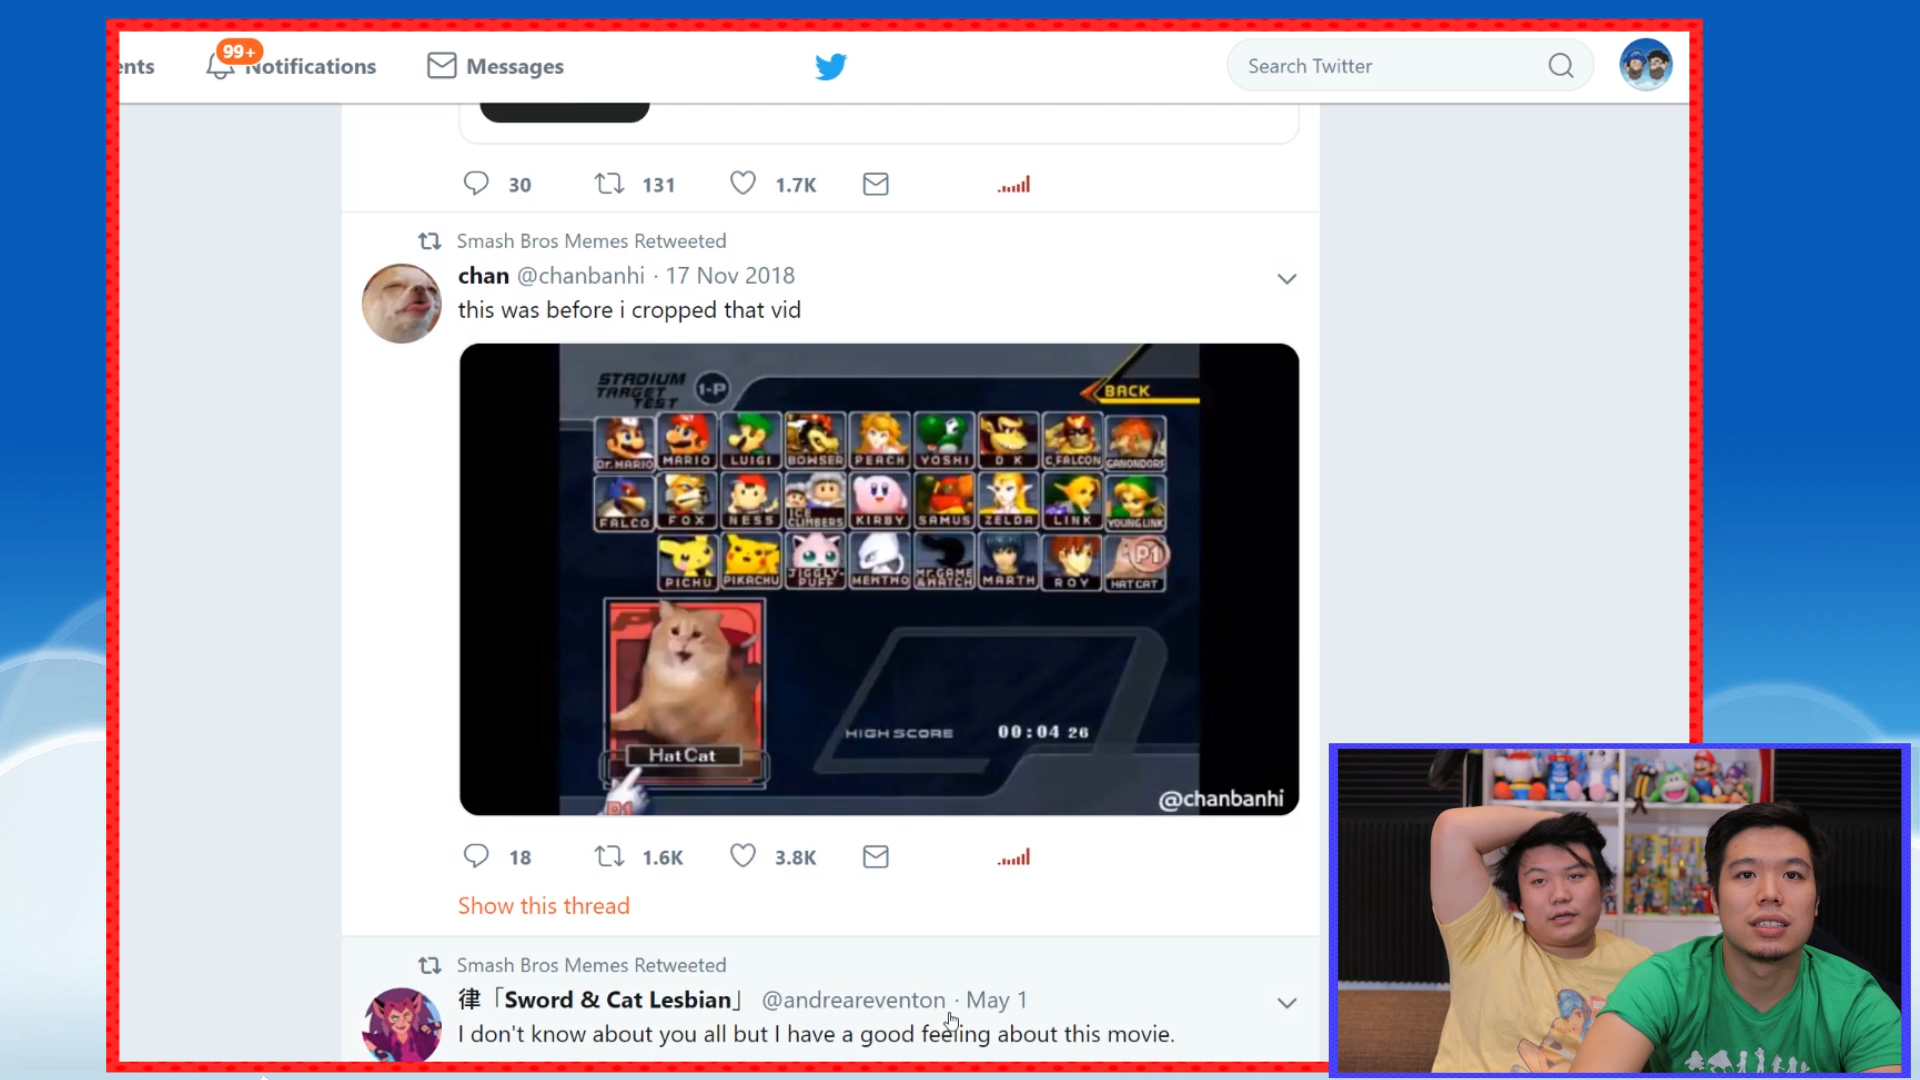 ents
99+
Notifications
Messages
Search Twitter
30
131
1.7K
Smash Bros Memes Retweeted
chan @chanbanhi · 17 Nov 2018
this was before i cropped that vid
STADIUM
TARGET
TEST
1-P
BACK
DR.MARIO MARIO LUIGI BOWSER PEACH YOSHI D K C.FALCON GANONDORF
FALCO FOX NESS ICE CLIMBERS KIRBY SAMUS ZELDA LINK YOUNG LINK
P1
PICHU PIKACHU JIGGLY-PUFF MEWTWO MR.GAME &WATCH MARTH ROY HATCAT
HIGH SCORE 00:04 26
HatCat
P1
@chanbanhi
18
1.6K
3.8K
Show this thread
Smash Bros Memes Retweeted
律「Sword & Cat Lesbian」 @andreareventon · May 1
I don't know about you all but I have a good feeling about this movie.